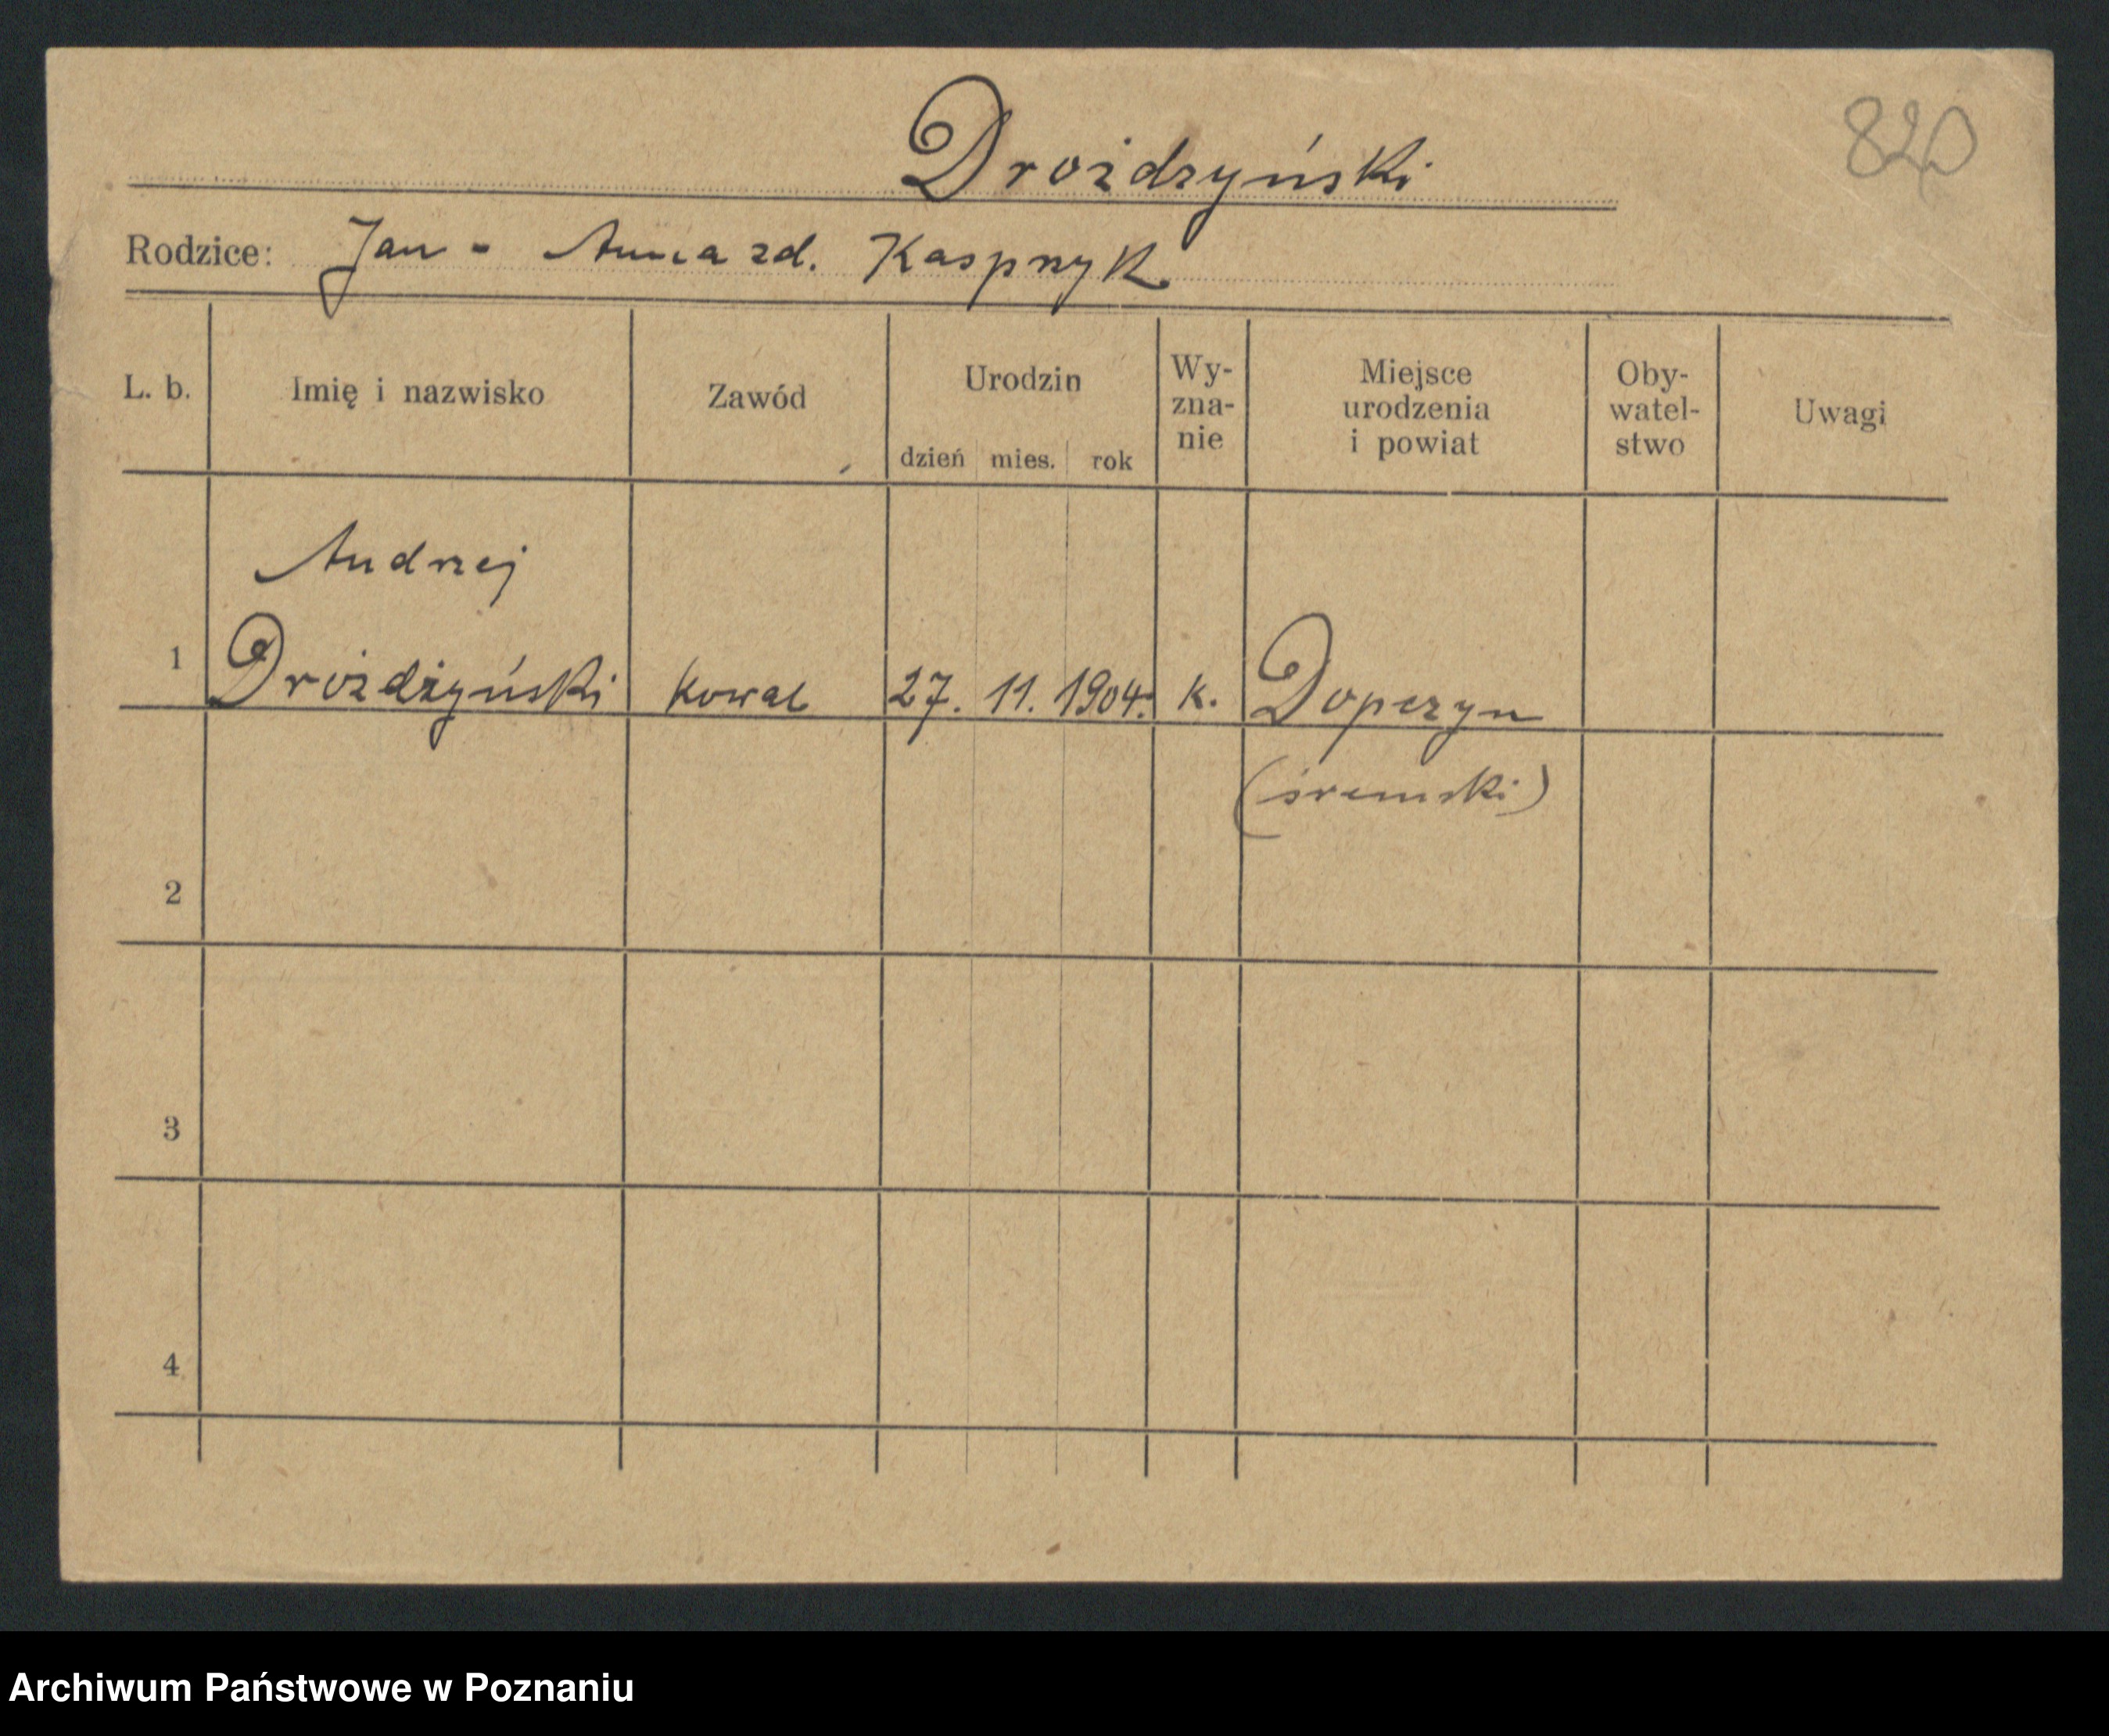 Drożdzyński
820
Rodzice: Jan - Anna zd. Kasprzyk
L. b. Imię i nazwisko Zawód Urodzin dzień mies. rok Wy-zna-nie Miejsce urodzenia i powiat Oby-watel-stwo Uwagi
Andrzej
1 Drożdżyński kowal 27. 11. 1904. k. Dopczyn
(śremski)
2
3
4
Archiwum Państwowe w Poznaniu